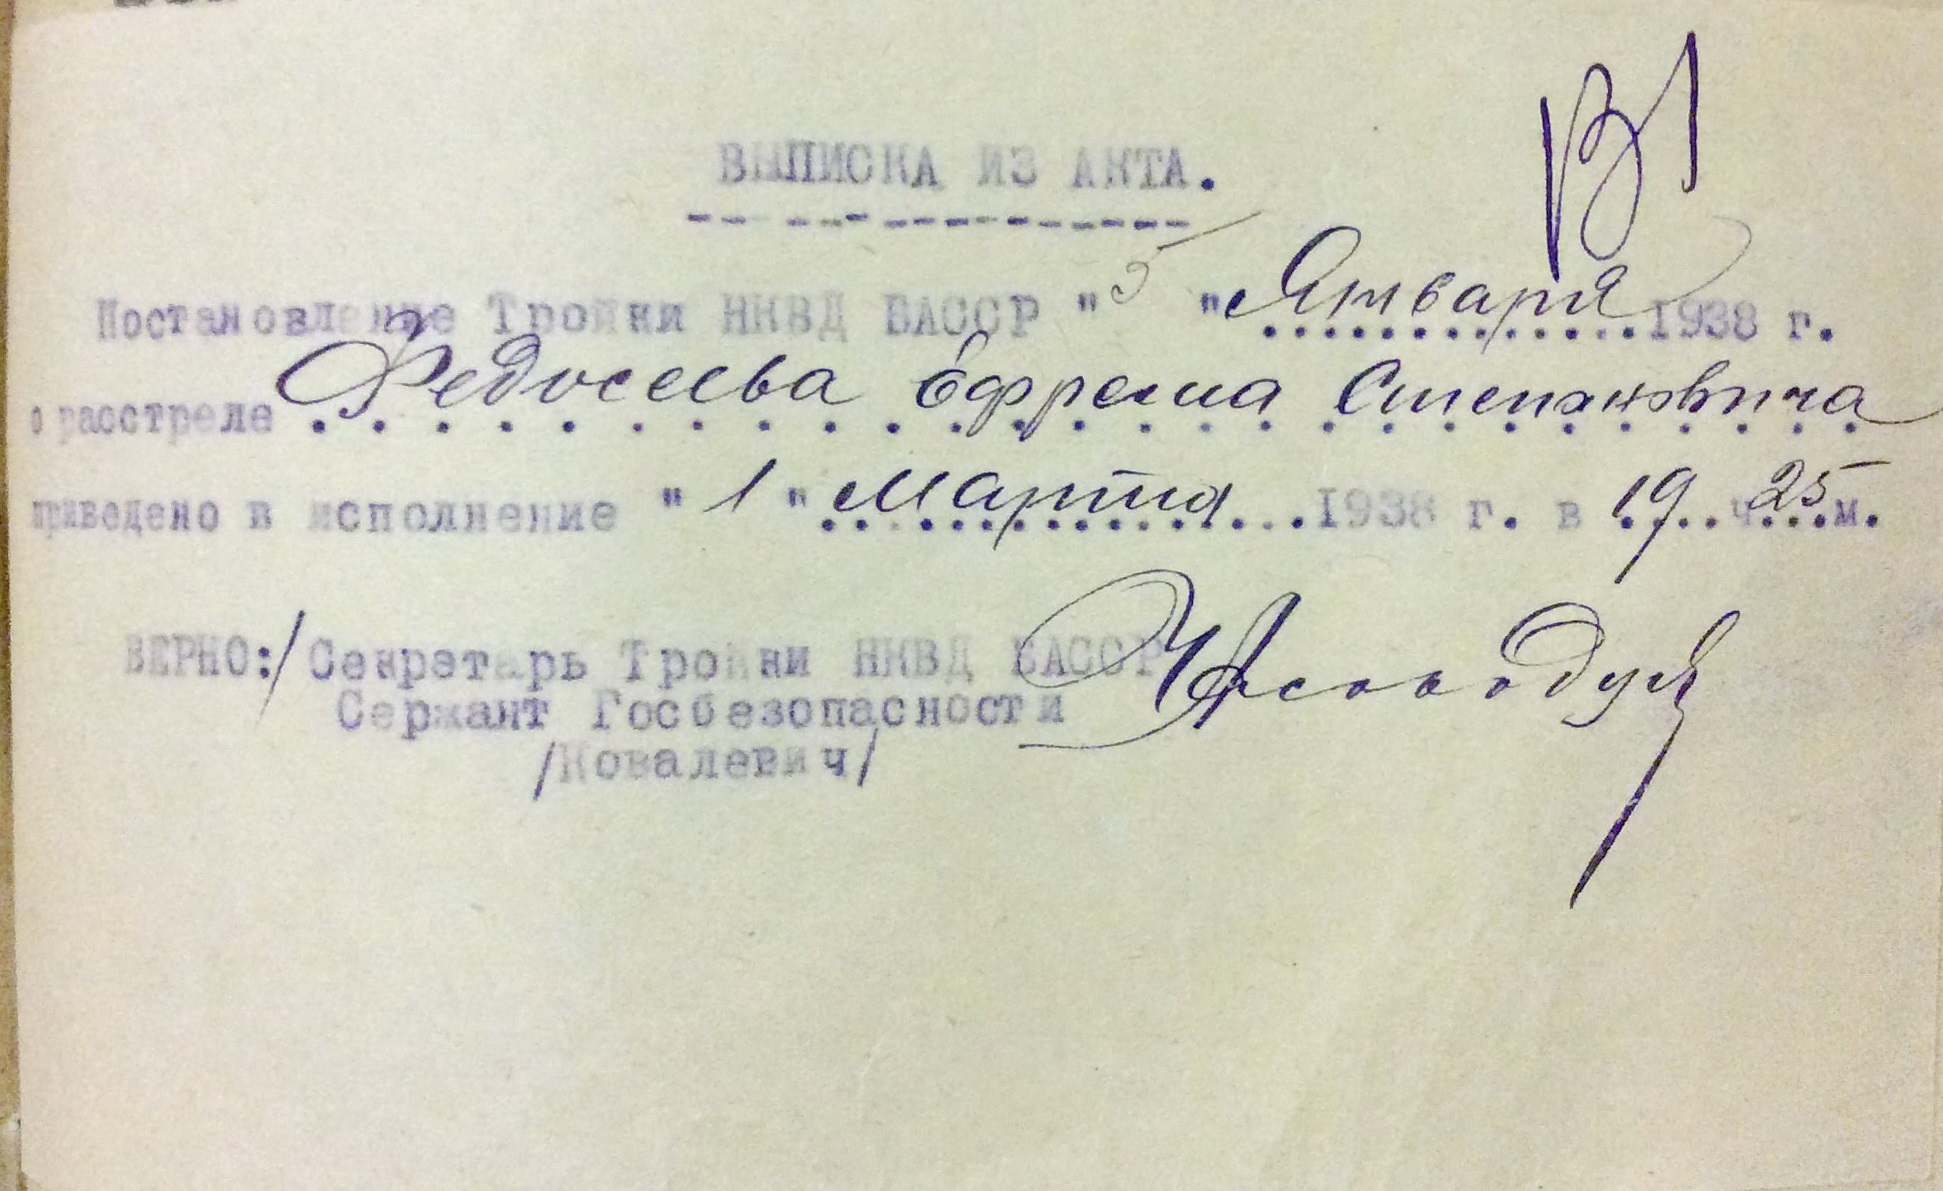 ВЫПИСКА ИЗ АКТА.
Постановление Тройки НКВД БАССР "5" Января 1938 г.
о расстреле Федосеева Ефрема Степановича
приведено в исполнение "1" Марта 1938 г. в 19 ч. 25 м.
ВЕРНО:/Секретарь Тройки НКВД БАССР
Сержант Госбезопасности
/Ковалевич/